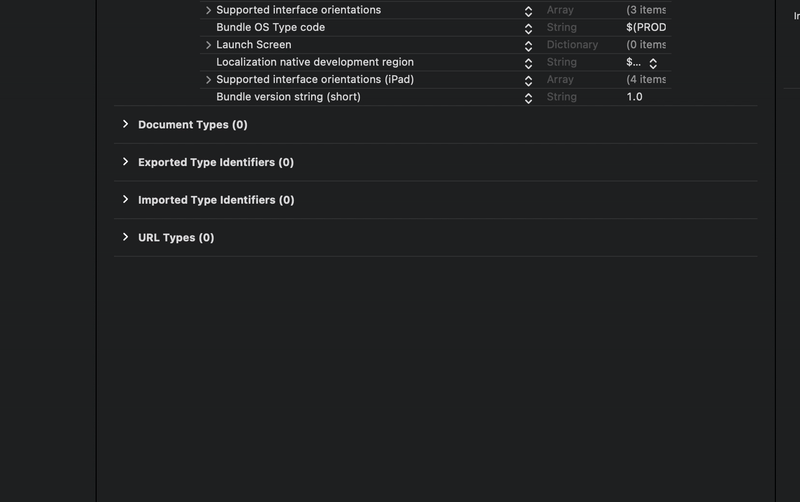 Supported interface orientations Array (3 items
Bundle OS Type code String $(PROD
Launch Screen Dictionary (0 items
Localization native development region String $...
Supported interface orientations (iPad) Array (4 items
Bundle version string (short) String 1.0
Document Types (0)
Exported Type Identifiers (0)
Imported Type Identifiers (0)
URL Types (0)